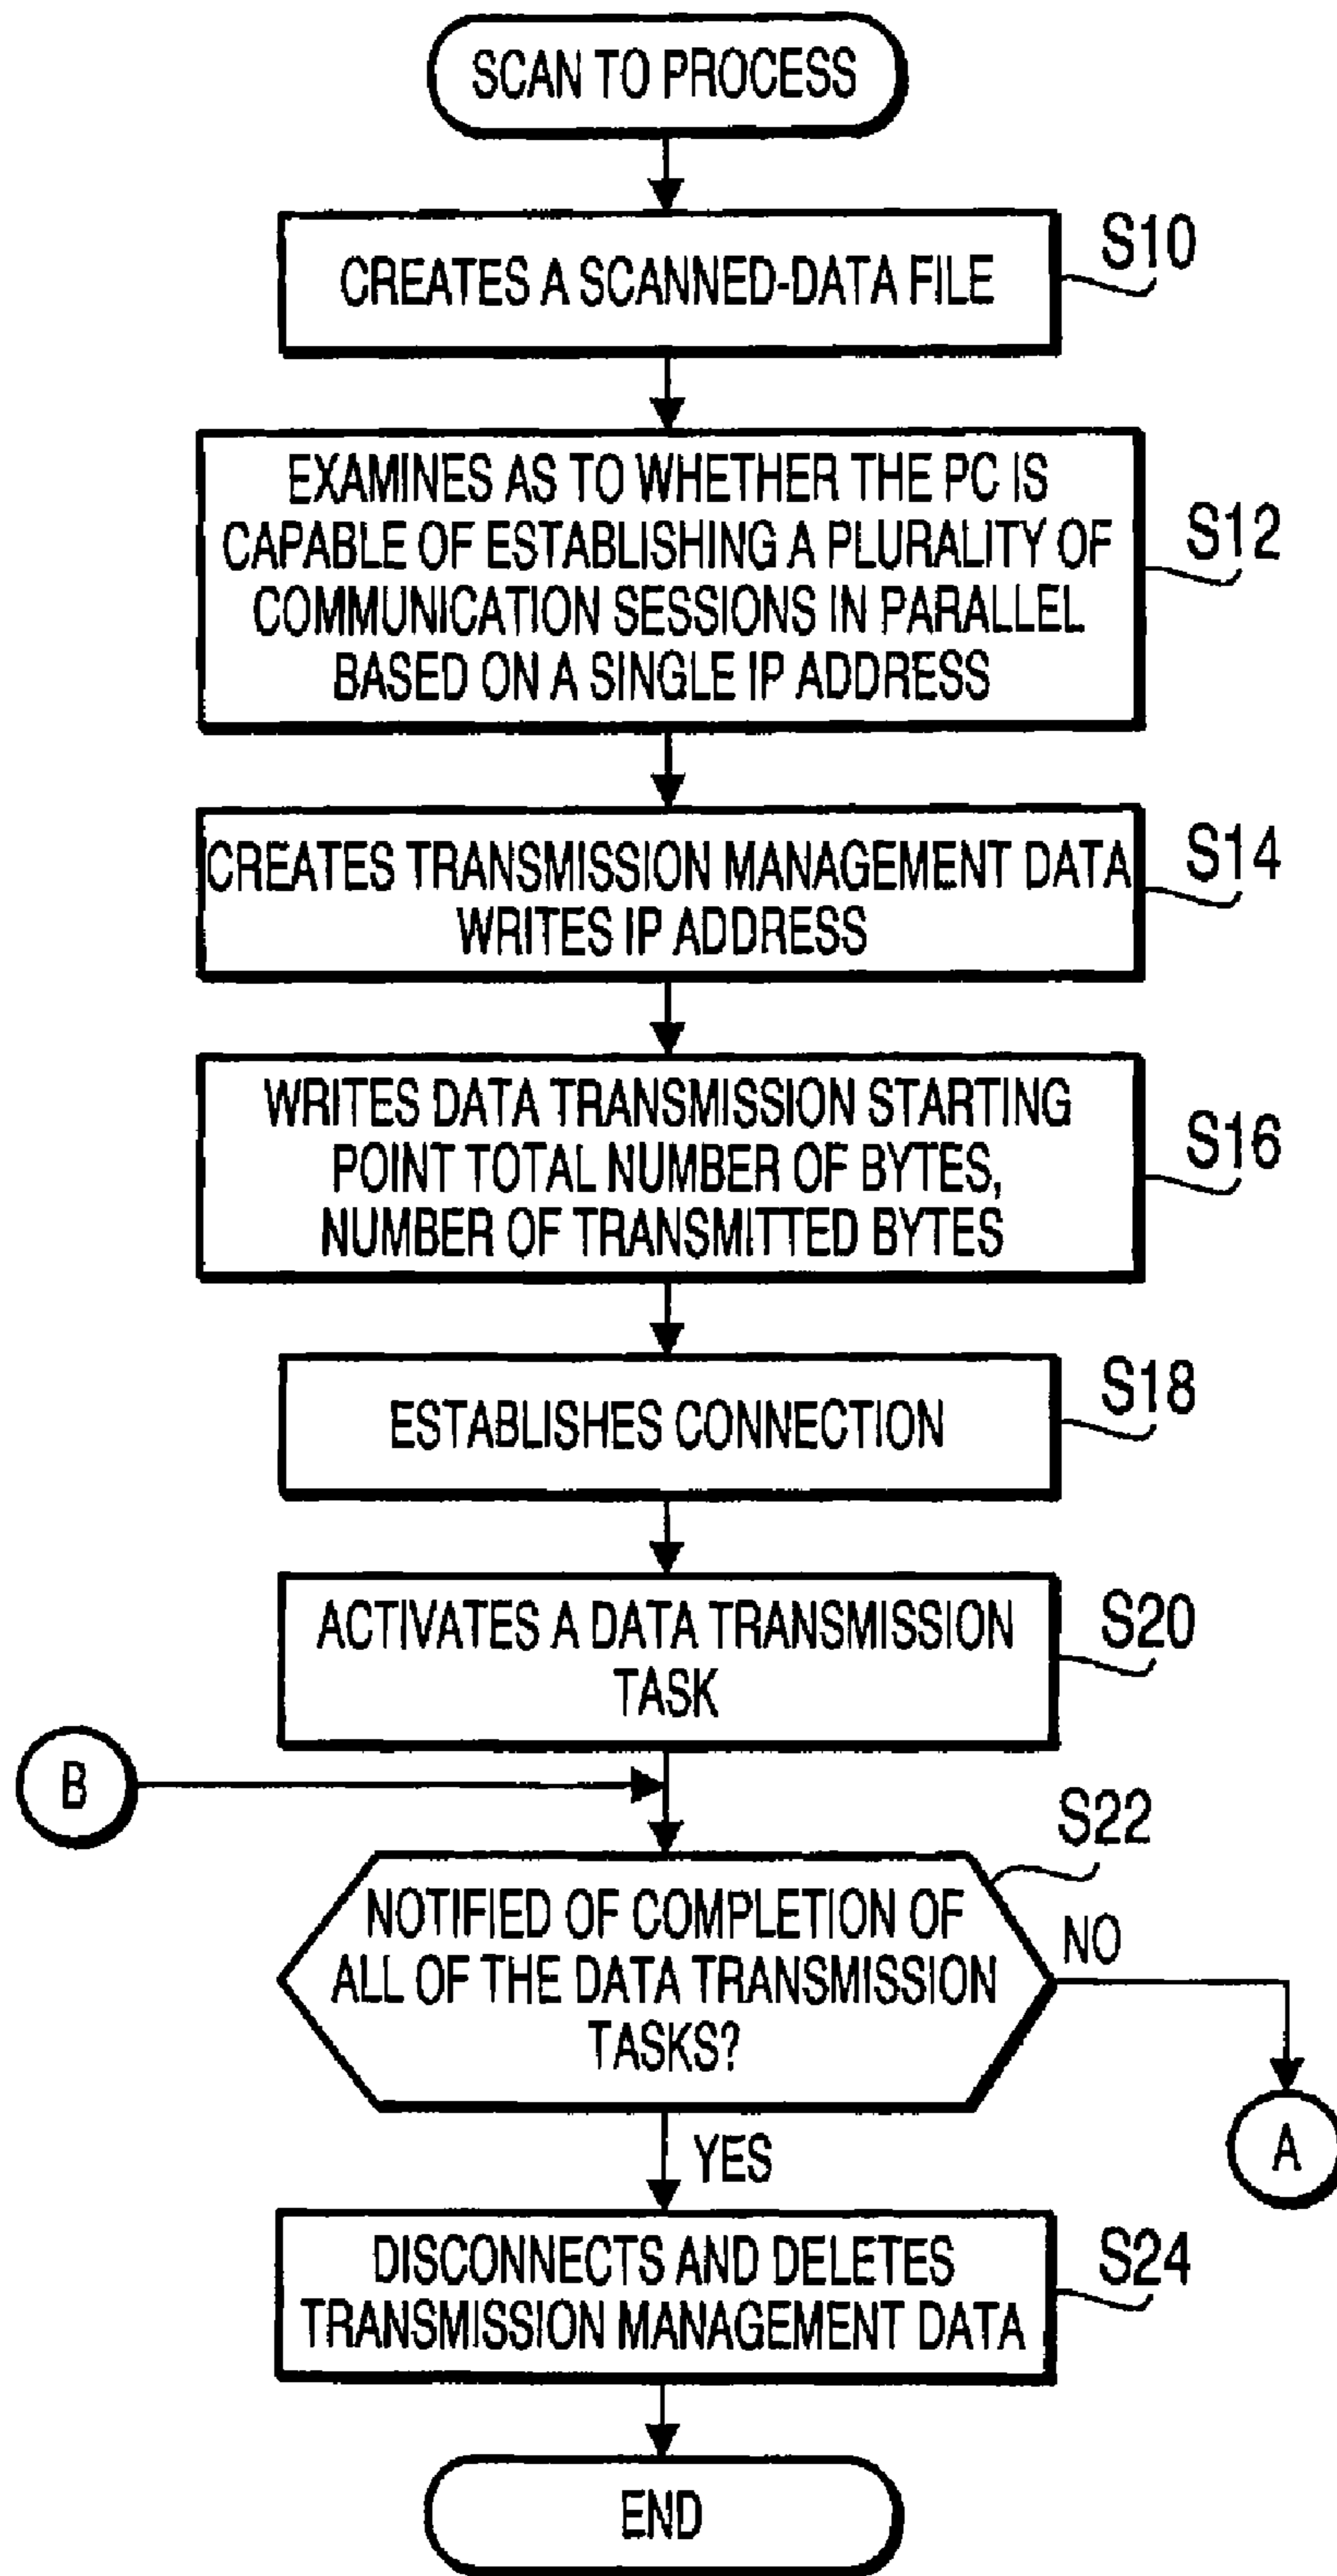 SCAN TO PROCESS
CREATES A SCANNED-DATA FILE
S10
EXAMINES AS TO WHETHER THE PC IS
CAPABLE OF ESTABLISHING A PLURALITY OF
COMMUNICATION SESSIONS IN PARALLEL
BASED ON A SINGLE IP ADDRESS
S12
CREATES TRANSMISSION MANAGEMENT DATA
WRITES IP ADDRESS
S14
WRITES DATA TRANSMISSION STARTING
POINT TOTAL NUMBER OF BYTES,
NUMBER OF TRANSMITTED BYTES
S16
ESTABLISHES CONNECTION
S18
ACTIVATES A DATA TRANSMISSION
TASK
S20
B
S22
NOTIFIED OF COMPLETION OF
ALL OF THE DATA TRANSMISSION
TASKS?
NO
A
YES
DISCONNECTS AND DELETES
TRANSMISSION MANAGEMENT DATA
S24
END